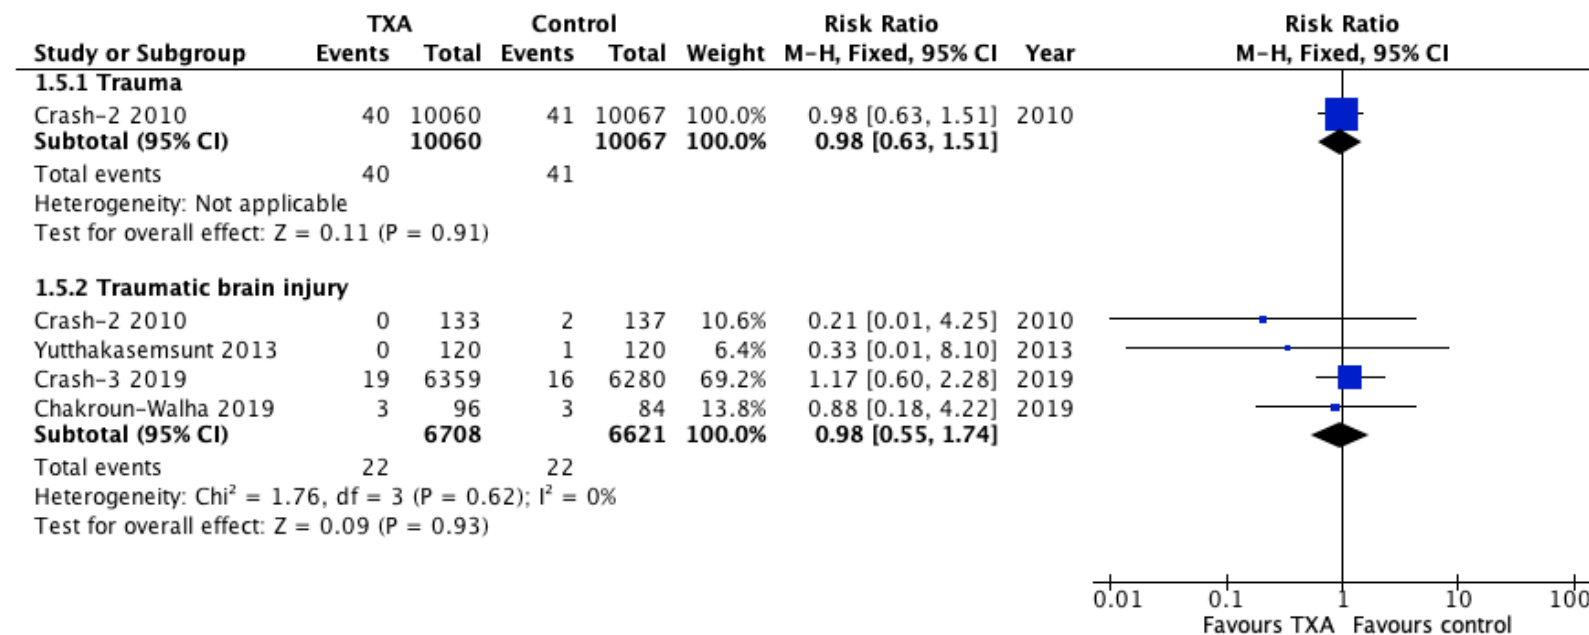 TXA Control Risk Ratio Risk Ratio
Study or Subgroup Events Total Events Total Weight M-H, Fixed, 95% CI Year M-H, Fixed, 95% CI
1.5.1 Trauma
Crash-2 2010 40 10060 41 10067 100.0% 0.98 [0.63, 1.51] 2010
Subtotal (95% CI) 10060 10067 100.0% 0.98 [0.63, 1.51]
Total events 40 41
Heterogeneity: Not applicable
Test for overall effect: Z = 0.11 (P = 0.91)
1.5.2 Traumatic brain injury
Crash-2 2010 0 133 2 137 10.6% 0.21 [0.01, 4.25] 2010
Yutthakasemsunt 2013 0 120 1 120 6.4% 0.33 [0.01, 8.10] 2013
Crash-3 2019 19 6359 16 6280 69.2% 1.17 [0.60, 2.28] 2019
Chakroun-Walha 2019 3 96 3 84 13.8% 0.88 [0.18, 4.22] 2019
Subtotal (95% CI) 6708 6621 100.0% 0.98 [0.55, 1.74]
Total events 22 22
Heterogeneity: Chi² = 1.76, df = 3 (P = 0.62); I² = 0%
Test for overall effect: Z = 0.09 (P = 0.93)
0.01 0.1 1 10 100
Favours TXA Favours control